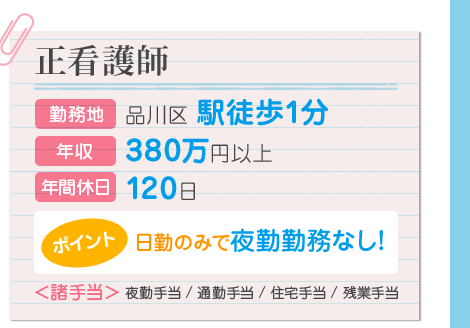 正看護師
勤務地 品川区 駅徒歩1分
年収 380万円以上
年間休日 120日
ポイント 日勤のみで夜勤勤務なし!
＜諸手当＞ 夜勤手当 / 通勤手当 / 住宅手当 / 残業手当